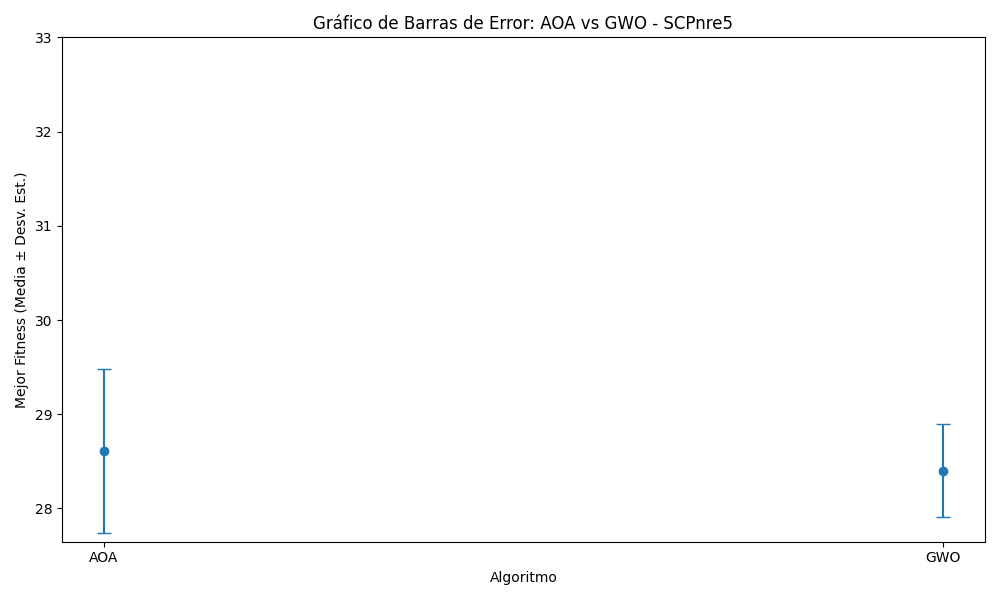 Gráfico de Barras de Error: AOA vs GWO - SCPnre5
Mejor Fitness (Media ± Desv. Est.)
33
32
31
30
29
28
AOA
GWO
Algoritmo